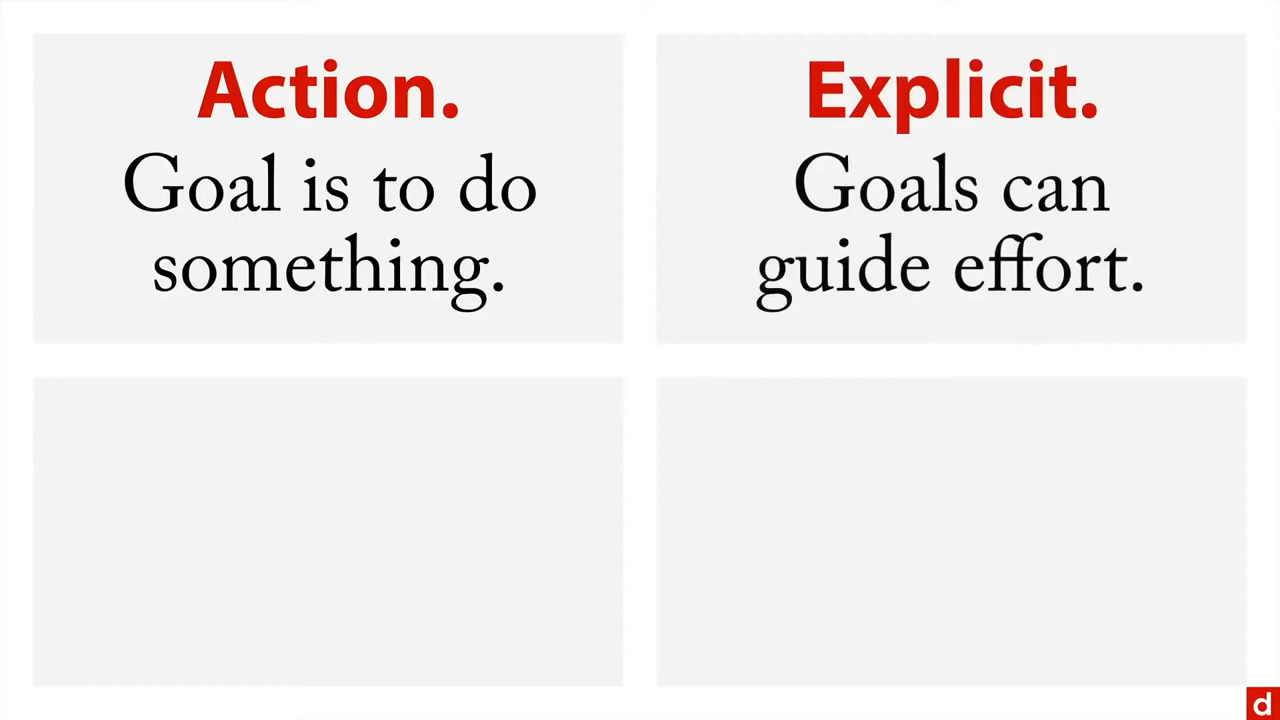 Action.
Goal is to do
something.
Explicit.
Goals can
guide effort.
d